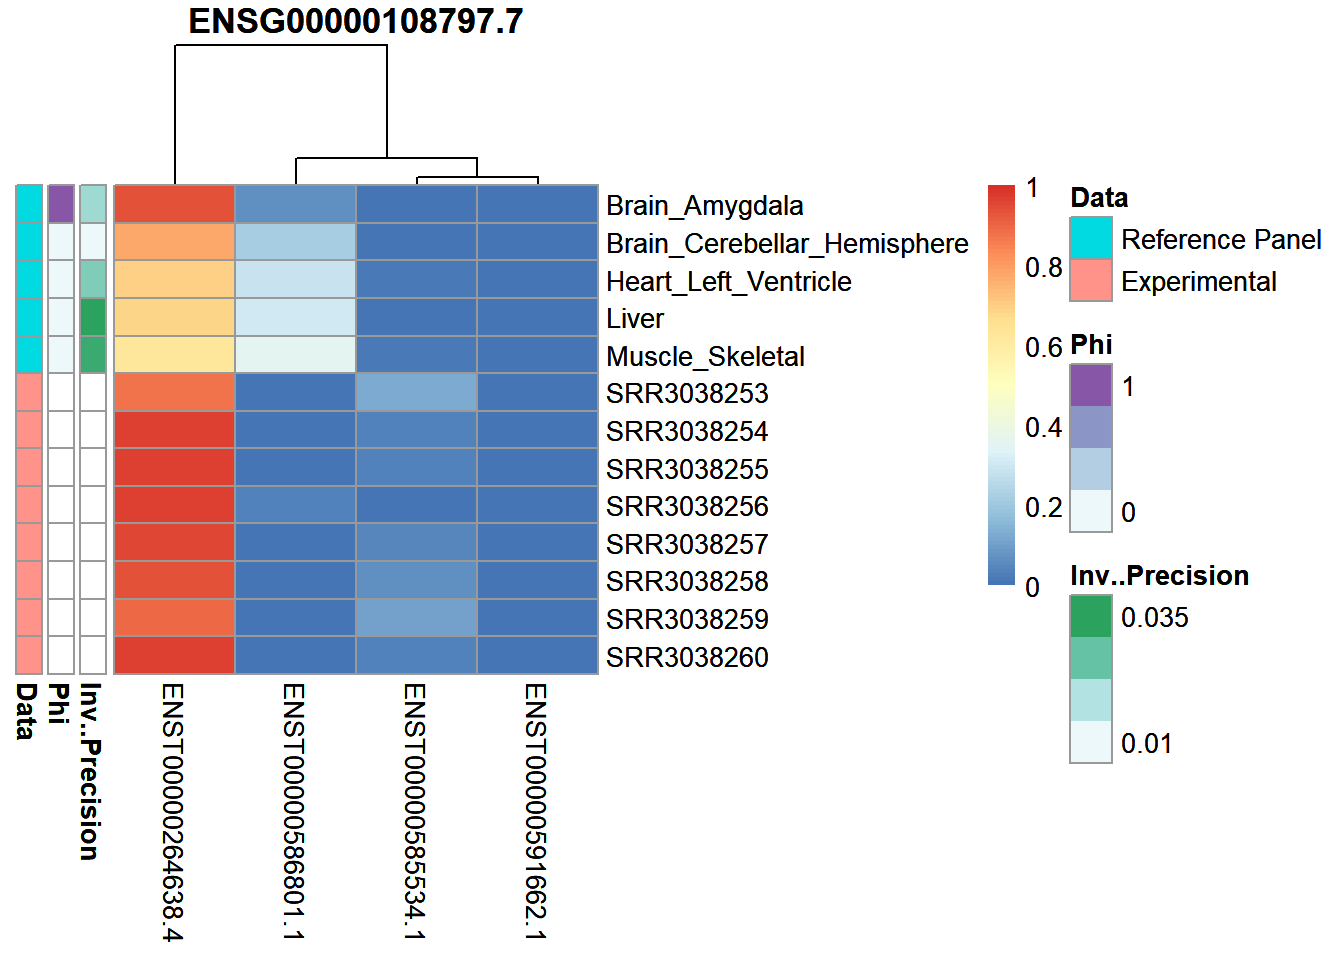 ENSG00000108797.7
Brain_Amygdala
Brain_Cerebellar_Hemisphere
Heart_Left_Ventricle
Liver
Muscle_Skeletal
SRR3038253
SRR3038254
SRR3038255
SRR3038256
SRR3038257
SRR3038258
SRR3038259
SRR3038260
Data
Phi
Inv..Precision
ENST00000264638.4
ENST00000586801.1
ENST00000585534.1
ENST00000591662.1
1
0.8
0.6
0.4
0.2
0
Data
Reference Panel
Experimental
Phi
1
0
Inv..Precision
0.035
0.01